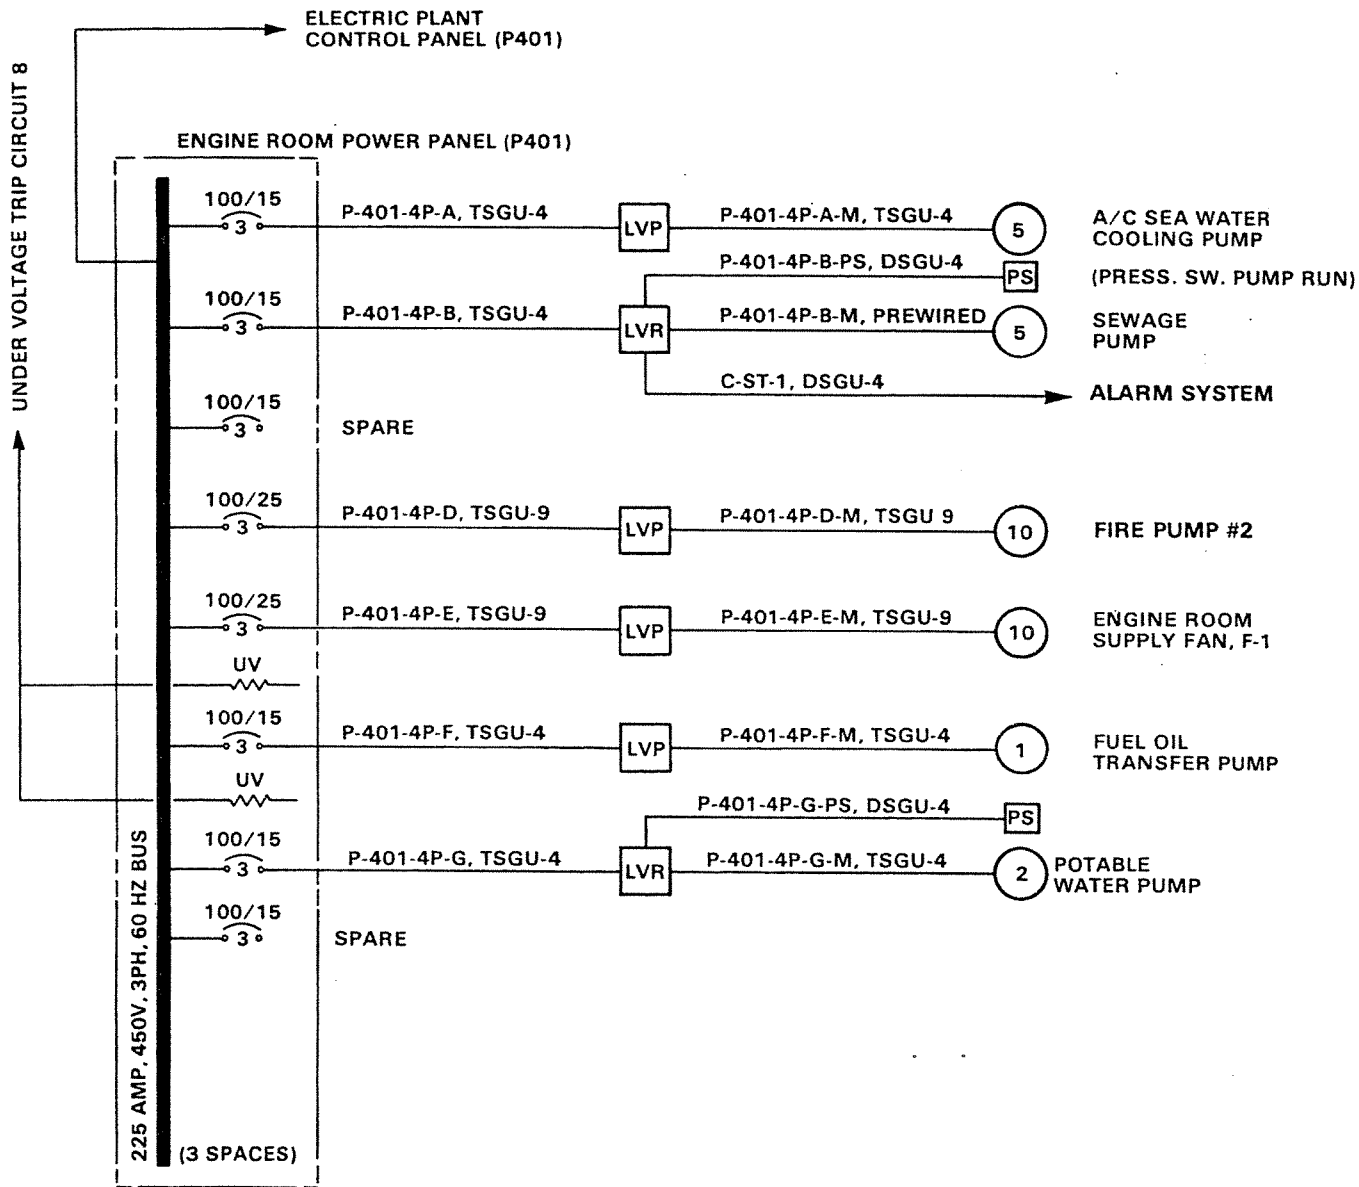 ELECTRIC PLANT
CONTROL PANEL (P401)
UNDER VOLTAGE TRIP CIRCUIT 8
ENGINE ROOM POWER PANEL (P401)
100/15
3
P-401-4P-A, TSGU-4
LVP
P-401-4P-A-M, TSGU-4
5
A/C SEA WATER
COOLING PUMP
P-401-4P-B-PS, DSGU-4
PS
(PRESS. SW. PUMP RUN)
100/15
3
P-401-4P-B, TSGU-4
LVR
P-401-4P-B-M, PREWIRED
5
SEWAGE
PUMP
C-ST-1, DSGU-4
ALARM SYSTEM
100/15
3
SPARE
100/25
3
P-401-4P-D, TSGU-9
LVP
P-401-4P-D-M, TSGU 9
10
FIRE PUMP #2
100/25
3
P-401-4P-E, TSGU-9
LVP
P-401-4P-E-M, TSGU-9
10
ENGINE ROOM
SUPPLY FAN, F-1
UV
100/15
3
P-401-4P-F, TSGU-4
LVP
P-401-4P-F-M, TSGU-4
1
FUEL OIL
TRANSFER PUMP
UV
P-401-4P-G-PS, DSGU-4
PS
100/15
3
P-401-4P-G, TSGU-4
LVR
P-401-4P-G-M, TSGU-4
2
POTABLE
WATER PUMP
100/15
3
SPARE
225 AMP, 450V, 3PH, 60 HZ BUS
(3 SPACES)